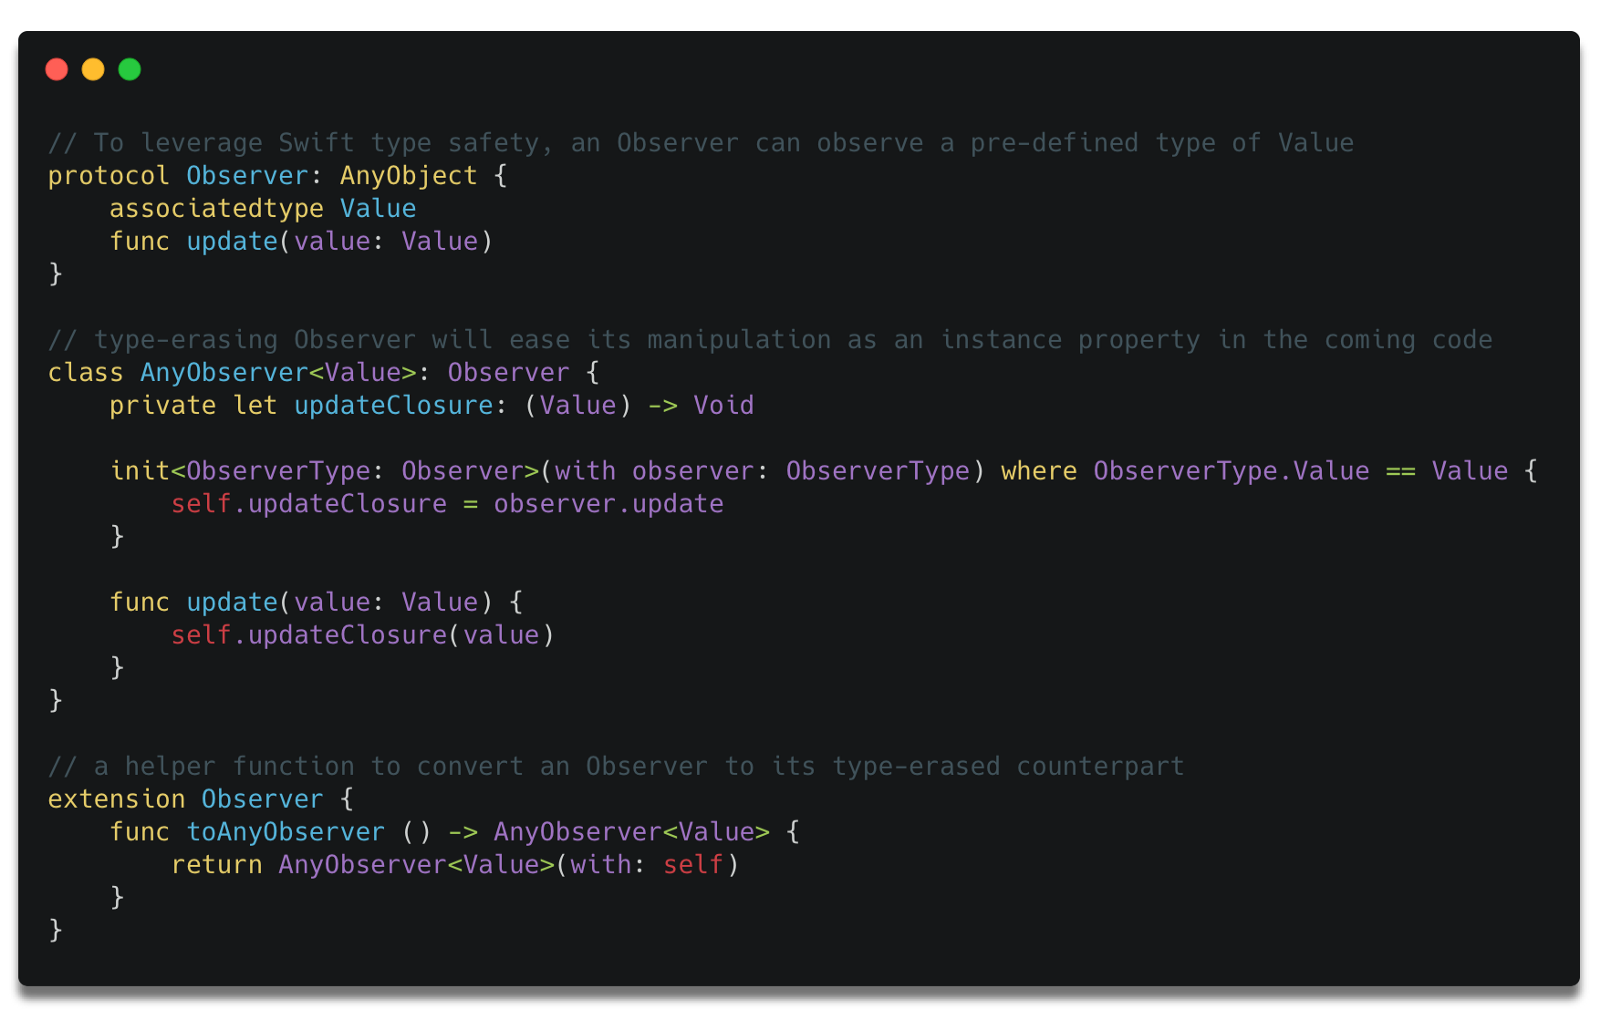 // To leverage Swift type safety, an Observer can observe a pre-defined type of Value
protocol Observer: AnyObject {
    associatedtype Value
    func update(value: Value)
}

// type-erasing Observer will ease its manipulation as an instance property in the coming code
class AnyObserver<Value>: Observer {
    private let updateClosure: (Value) -> Void

    init<ObserverType: Observer>(with observer: ObserverType) where ObserverType.Value == Value {
        self.updateClosure = observer.update
    }

    func update(value: Value) {
        self.updateClosure(value)
    }
}

// a helper function to convert an Observer to its type-erased counterpart
extension Observer {
    func toAnyObserver () -> AnyObserver<Value> {
        return AnyObserver<Value>(with: self)
    }
}